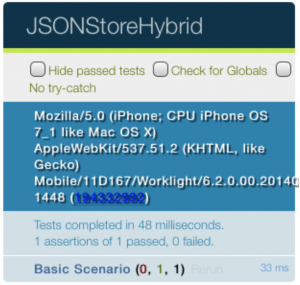 JSONStoreHybrid
Hide passed tests Check for Globals
No try-catch
Mozilla/5.0 (iPhone; CPU iPhone OS
7_1 like Mac OS X)
AppleWebKit/537.51.2 (KHTML, like
Gecko)
Mobile/11D167/Worklight/6.2.0.00.2014
1448
Tests completed in 48 milliseconds.
1 assertions of 1 passed, 0 failed.
Basic Scenario (0, 1, 1) Rerun 33 ms